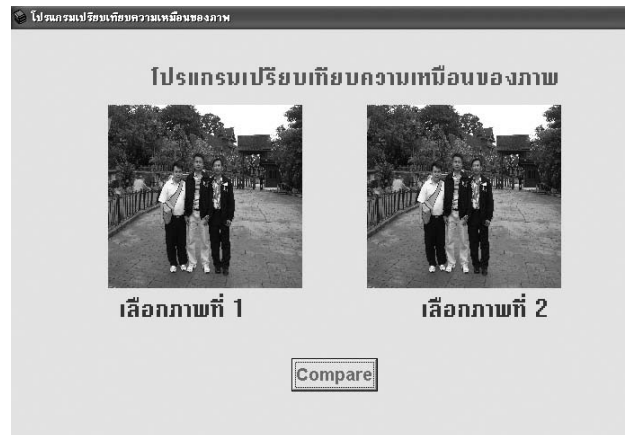 โปรแกรมเปรียบเทียบความเหมือนของภาพ
โปรแกรมเปรียบเทียบความเหมือนของภาพ
เลือกภาพที่ 1
เลือกภาพที่ 2
Compare